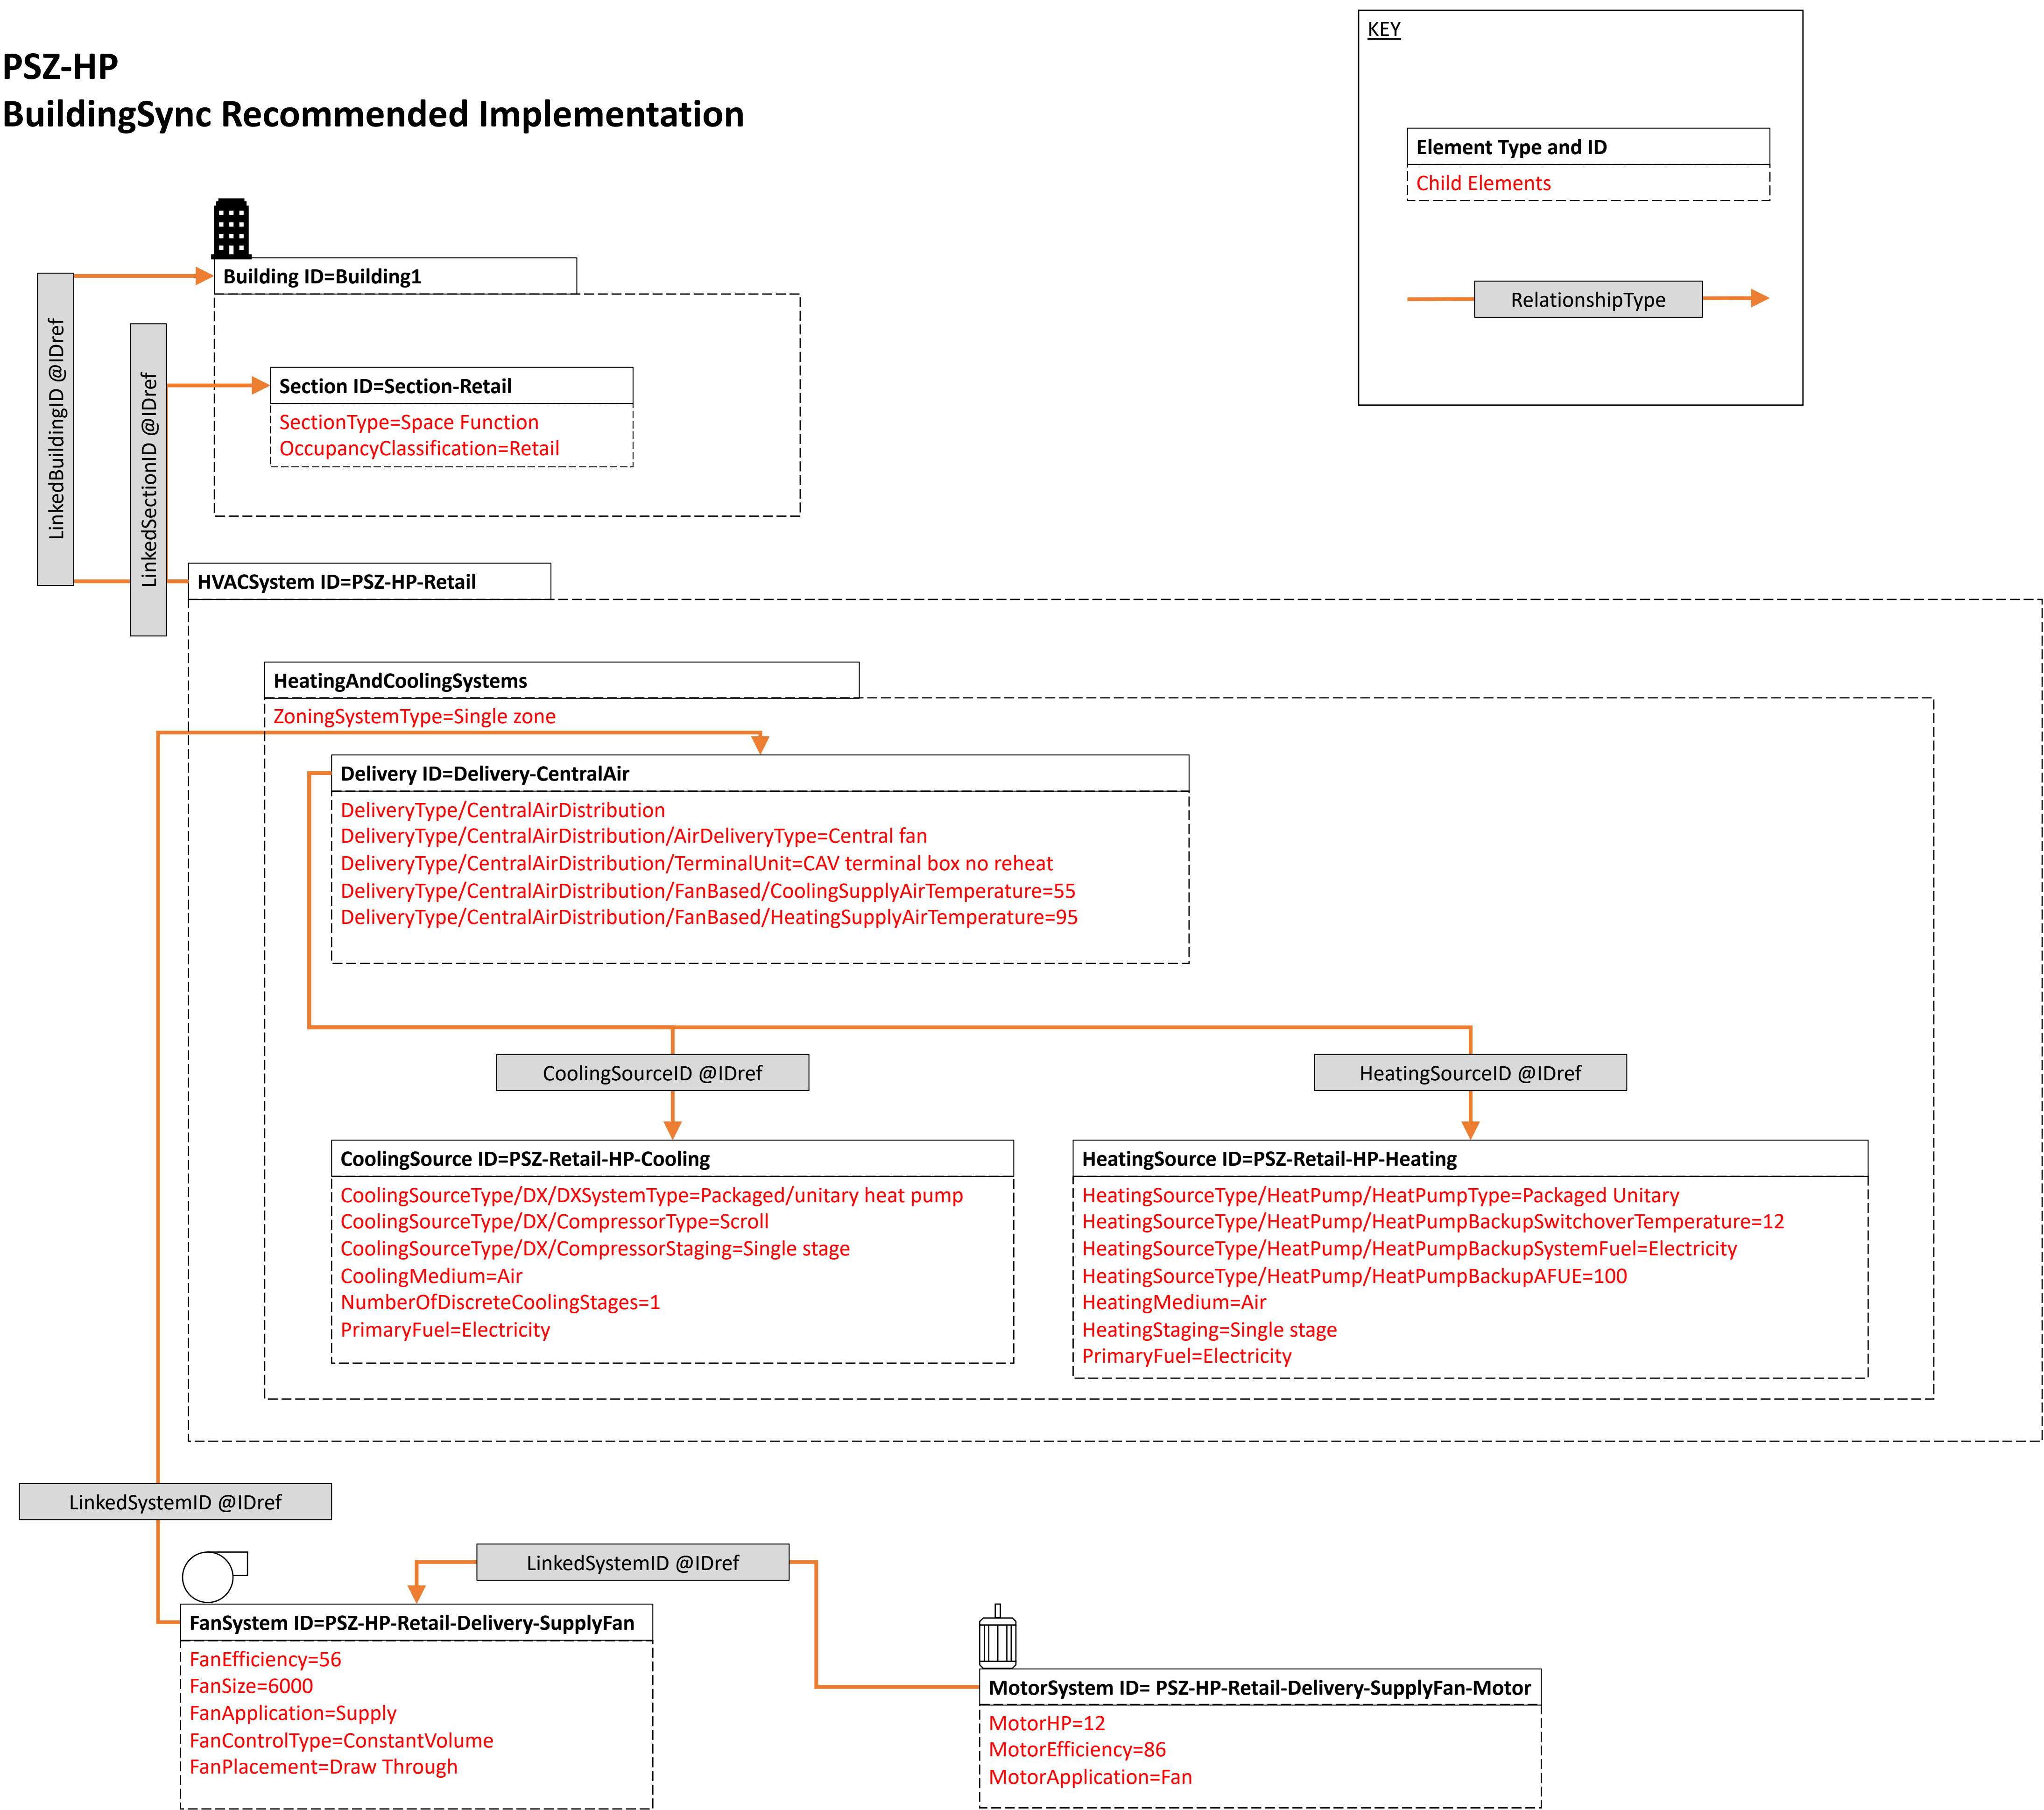 PSZ-HP
BuildingSync Recommended Implementation
KEY
Element Type and ID
Child Elements
RelationshipType
Building ID=Building1
LinkedBuildingID @IDref
LinkedSectionID @IDref
Section ID=Section-Retail
SectionType=Space Function
OccupancyClassification=Retail
HVACSystem ID=PSZ-HP-Retail
HeatingAndCoolingSystems
ZoningSystemType=Single zone
Delivery ID=Delivery-CentralAir
DeliveryType/CentralAirDistribution
DeliveryType/CentralAirDistribution/AirDeliveryType=Central fan
DeliveryType/CentralAirDistribution/TerminalUnit=CAV terminal box no reheat
DeliveryType/CentralAirDistribution/FanBased/CoolingSupplyAirTemperature=55
DeliveryType/CentralAirDistribution/FanBased/HeatingSupplyAirTemperature=95
CoolingSourceID @IDref
HeatingSourceID @IDref
CoolingSource ID=PSZ-Retail-HP-Cooling
CoolingSourceType/DX/DXSystemType=Packaged/unitary heat pump
CoolingSourceType/DX/CompressorType=Scroll
CoolingSourceType/DX/CompressorStaging=Single stage
CoolingMedium=Air
NumberOfDiscreteCoolingStages=1
PrimaryFuel=Electricity
HeatingSource ID=PSZ-Retail-HP-Heating
HeatingSourceType/HeatPump/HeatPumpType=Packaged Unitary
HeatingSourceType/HeatPump/HeatPumpBackupSwitchoverTemperature=12
HeatingSourceType/HeatPump/HeatPumpBackupSystemFuel=Electricity
HeatingSourceType/HeatPump/HeatPumpBackupAFUE=100
HeatingMedium=Air
HeatingStaging=Single stage
PrimaryFuel=Electricity
LinkedSystemID @IDref
LinkedSystemID @IDref
FanSystem ID=PSZ-HP-Retail-Delivery-SupplyFan
FanEfficiency=56
FanSize=6000
FanApplication=Supply
FanControlType=ConstantVolume
FanPlacement=Draw Through
MotorSystem ID= PSZ-HP-Retail-Delivery-SupplyFan-Motor
MotorHP=12
MotorEfficiency=86
MotorApplication=Fan